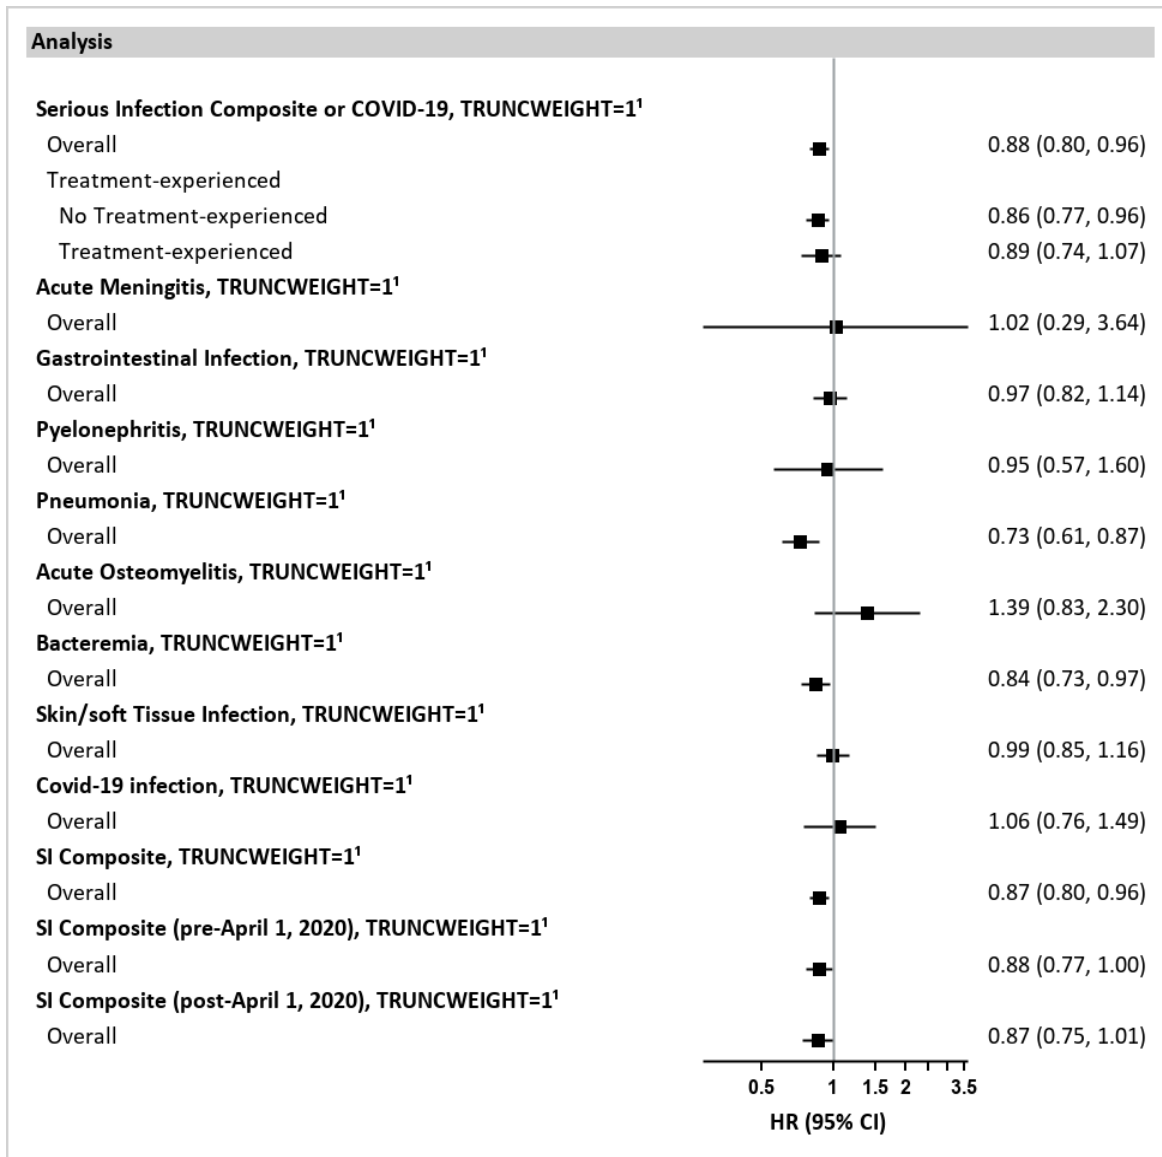 Analysis
Serious Infection Composite or COVID-19, TRUNCWEIGHT=1¹
Overall 0.88 (0.80, 0.96)
Treatment-experienced
No Treatment-experienced 0.86 (0.77, 0.96)
Treatment-experienced 0.89 (0.74, 1.07)
Acute Meningitis, TRUNCWEIGHT=1¹
Overall 1.02 (0.29, 3.64)
Gastrointestinal Infection, TRUNCWEIGHT=1¹
Overall 0.97 (0.82, 1.14)
Pyelonephritis, TRUNCWEIGHT=1¹
Overall 0.95 (0.57, 1.60)
Pneumonia, TRUNCWEIGHT=1¹
Overall 0.73 (0.61, 0.87)
Acute Osteomyelitis, TRUNCWEIGHT=1¹
Overall 1.39 (0.83, 2.30)
Bacteremia, TRUNCWEIGHT=1¹
Overall 0.84 (0.73, 0.97)
Skin/soft Tissue Infection, TRUNCWEIGHT=1¹
Overall 0.99 (0.85, 1.16)
Covid-19 infection, TRUNCWEIGHT=1¹
Overall 1.06 (0.76, 1.49)
SI Composite, TRUNCWEIGHT=1¹
Overall 0.87 (0.80, 0.96)
SI Composite (pre-April 1, 2020), TRUNCWEIGHT=1¹
Overall 0.88 (0.77, 1.00)
SI Composite (post-April 1, 2020), TRUNCWEIGHT=1¹
Overall 0.87 (0.75, 1.01)
0.5 1 1.5 2 3.5
HR (95% CI)